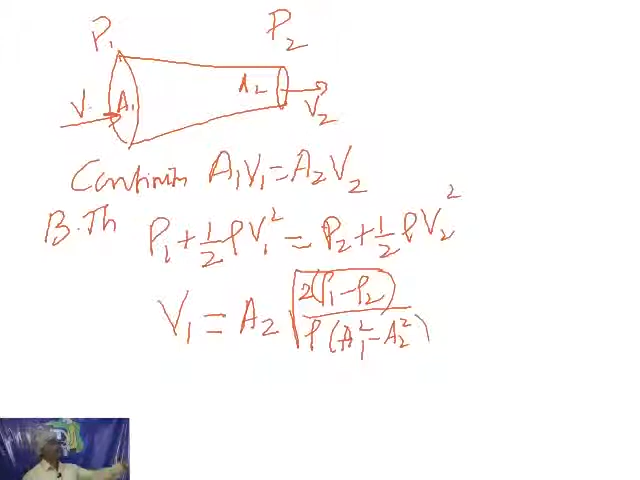 P₁ P₂
V₁ A₁ A₂ V₂
Continuity A₁V₁ = A₂V₂
B.Th P₁ + 1/2 ρV₁² = P₂ + 1/2 ρV₂²
V₁ = A₂ √(2(P₁ - P₂) / ρ(A₁² - A₂²))